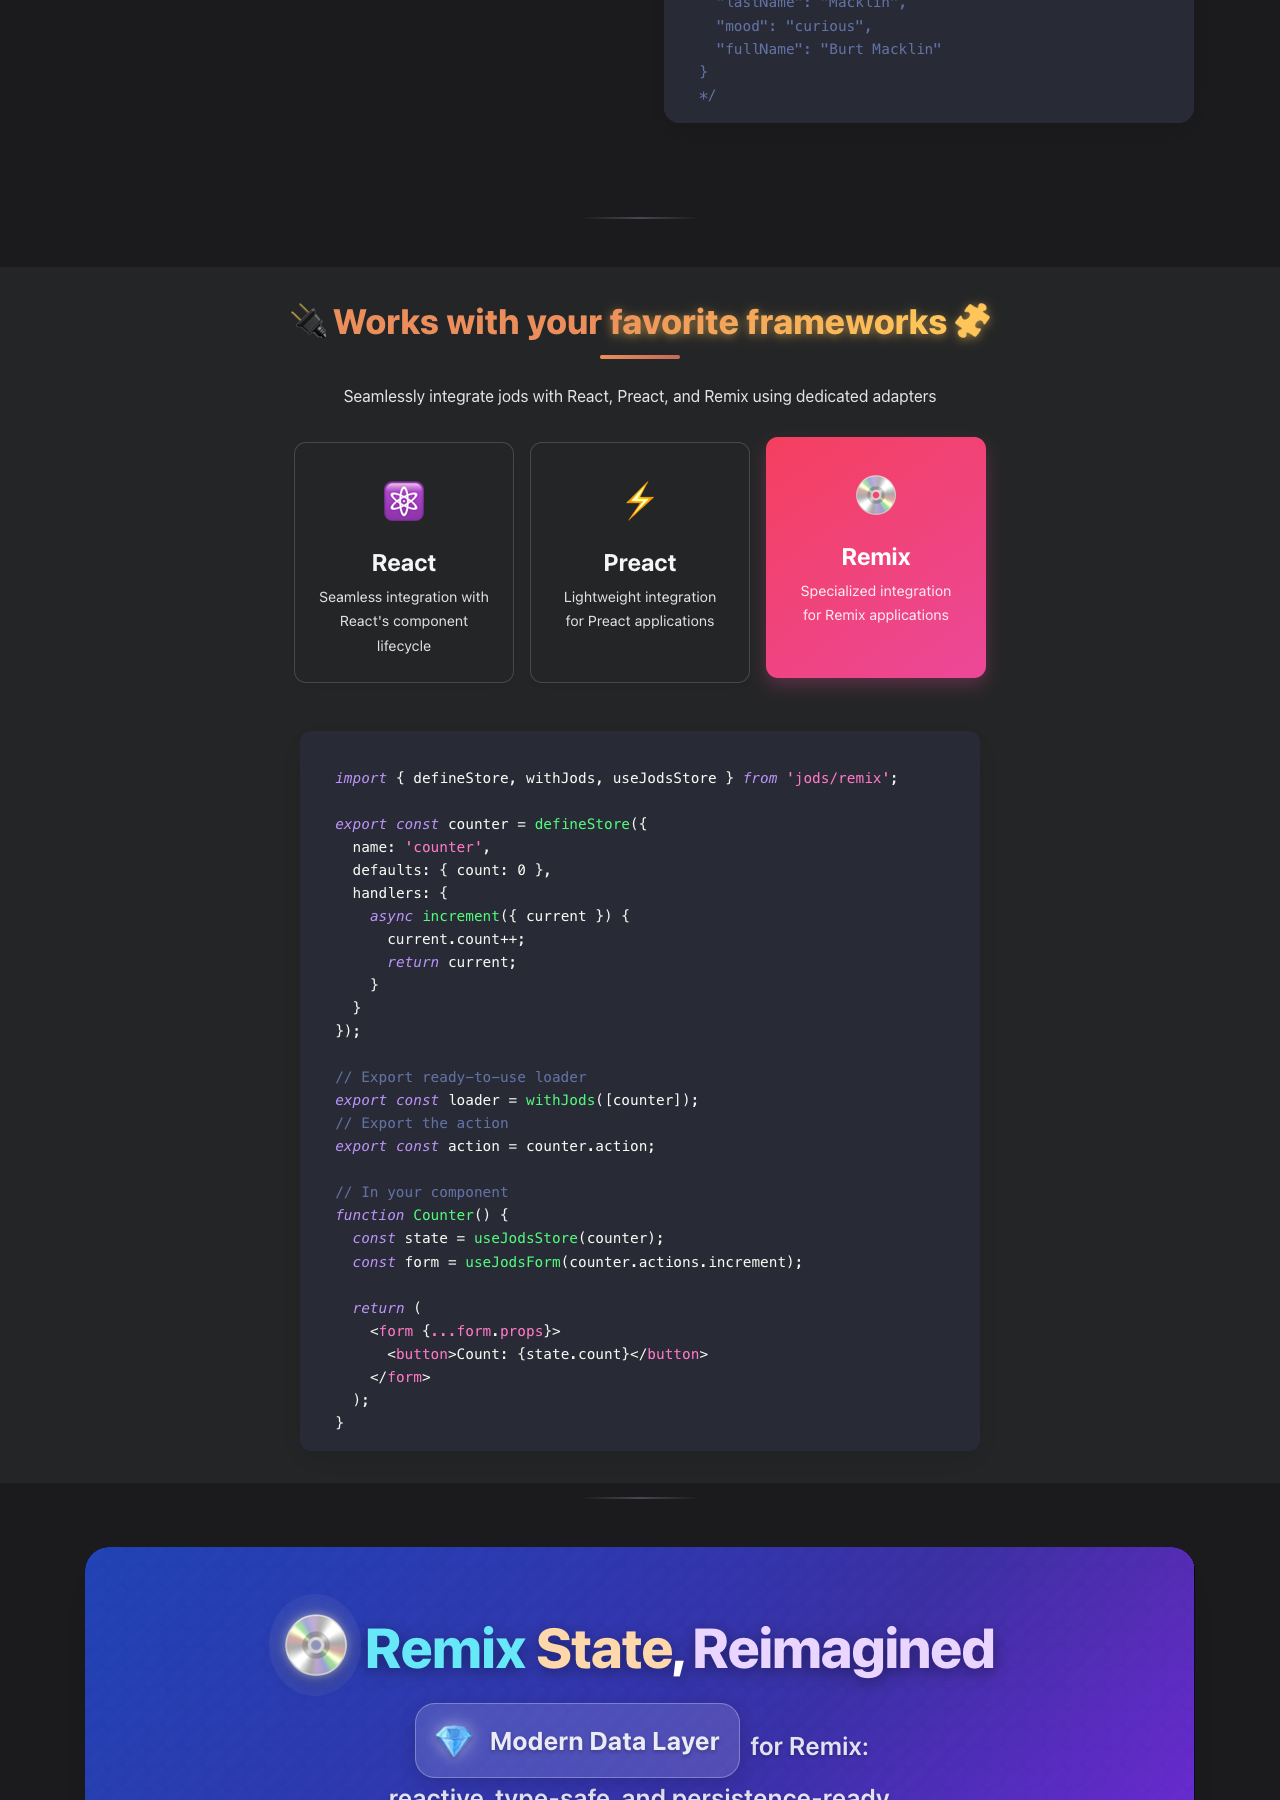 "lastName": "Macklin",
"mood": "curious",
"fullName": "Burt Macklin"
}
*/
Works with your favorite frameworks
Seamlessly integrate jods with React, Preact, and Remix using dedicated adapters
React
Seamless integration with
React's component
lifecycle
Preact
Lightweight integration
for Preact applications
Remix
Specialized integration
for Remix applications
import { defineStore, withJods, useJodsStore } from 'jods/remix';
export const counter = defineStore({
name: 'counter',
defaults: { count: 0 },
handlers: {
async increment({ current }) {
current.count++;
return current;
}
}
});
// Export ready-to-use loader
export const loader = withJods([counter]);
// Export the action
export const action = counter.action;
// In your component
function Counter() {
const state = useJodsStore(counter);
const form = useJodsForm(counter.actions.increment);
return (
<form {...form.props}>
<button>Count: {state.count}</button>
</form>
);
}
Remix State, Reimagined
Modern Data Layer for Remix:
reactive, type-safe, and persistence-ready